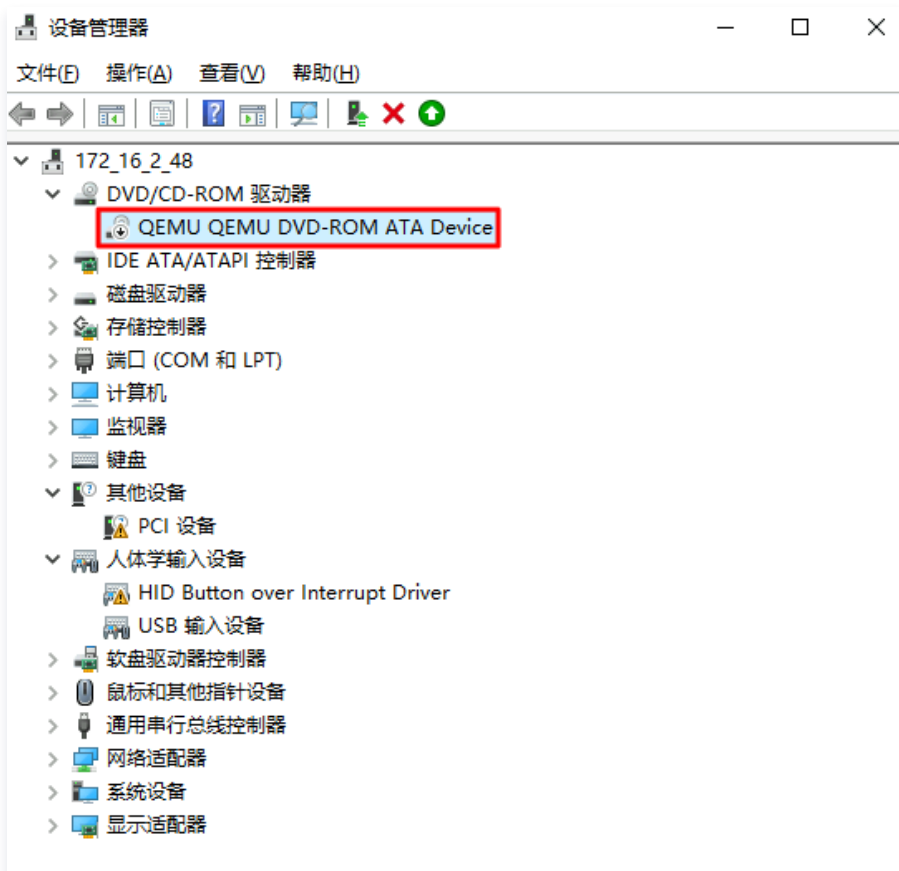 设备管理器
文件(F) 操作(A) 查看(V) 帮助(H)
172_16_2_48
DVD/CD-ROM 驱动器
QEMU QEMU DVD-ROM ATA Device
IDE ATA/ATAPI 控制器
磁盘驱动器
存储控制器
端口 (COM 和 LPT)
计算机
监视器
键盘
其他设备
PCI 设备
人体学输入设备
HID Button over Interrupt Driver
USB 输入设备
软盘驱动器控制器
鼠标和其他指针设备
通用串行总线控制器
网络适配器
系统设备
显示适配器